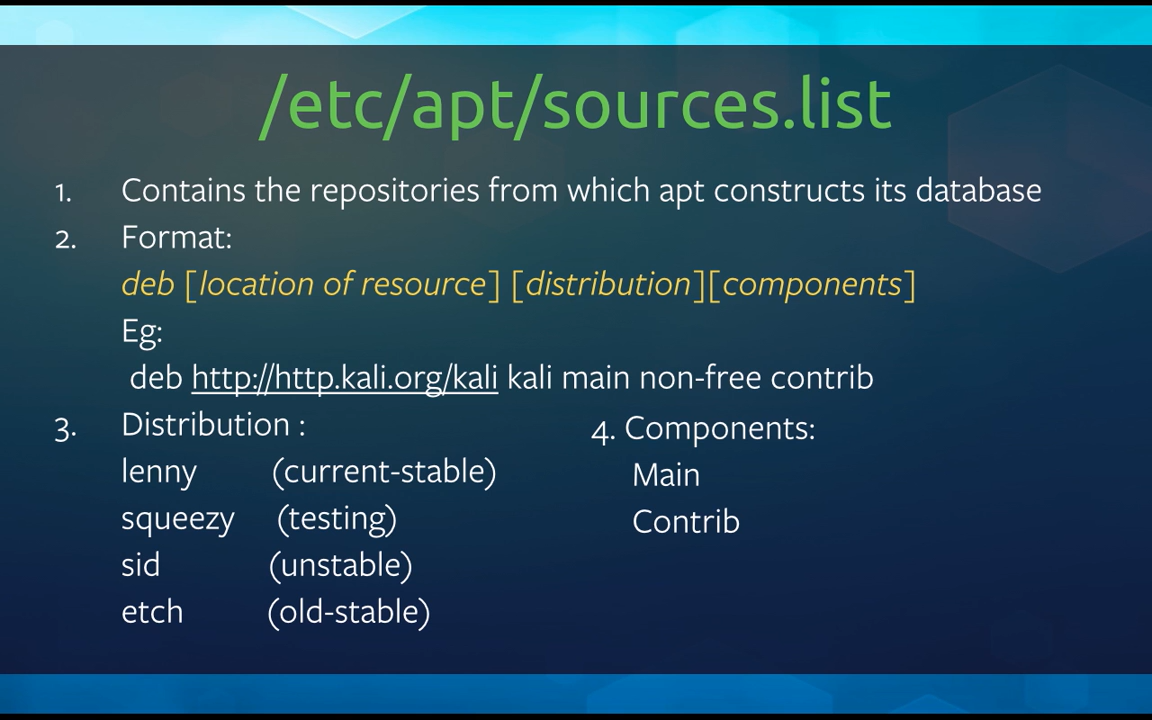 /etc/apt/sources.list
1. Contains the repositories from which apt constructs its database
2. Format:
deb [location of resource] [distribution][components]
Eg:
deb http://http.kali.org/kali kali main non-free contrib
3. Distribution :
lenny (current-stable)
squeezy (testing)
sid (unstable)
etch (old-stable)
4. Components:
Main
Contrib